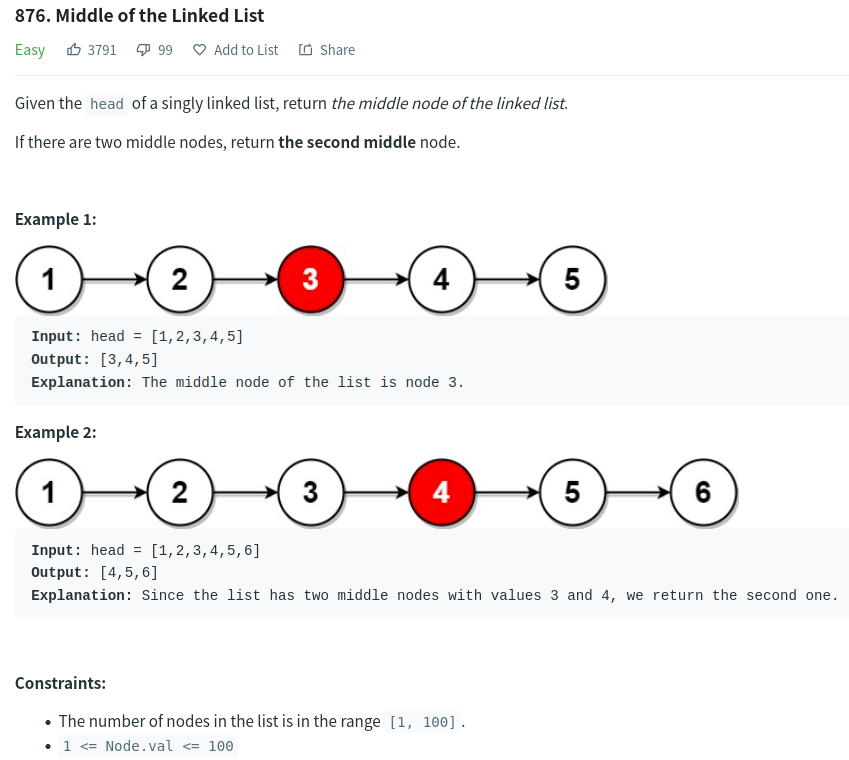 876. Middle of the Linked List
Easy 3791 99 Add to List Share
Given the head of a singly linked list, return the middle node of the linked list.
If there are two middle nodes, return the second middle node.
Example 1:
1 2 3 4 5
Input: head = [1,2,3,4,5]
Output: [3,4,5]
Explanation: The middle node of the list is node 3.
Example 2:
1 2 3 4 5 6
Input: head = [1,2,3,4,5,6]
Output: [4,5,6]
Explanation: Since the list has two middle nodes with values 3 and 4, we return the second one.
Constraints:
• The number of nodes in the list is in the range [1, 100].
• 1 <= Node.val <= 100